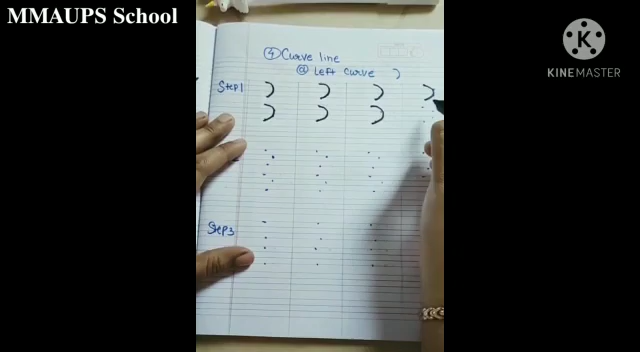 MMAUPS School
KINEMASTER
④ Curve line
ⓐ Left curve )
Step1
Step3